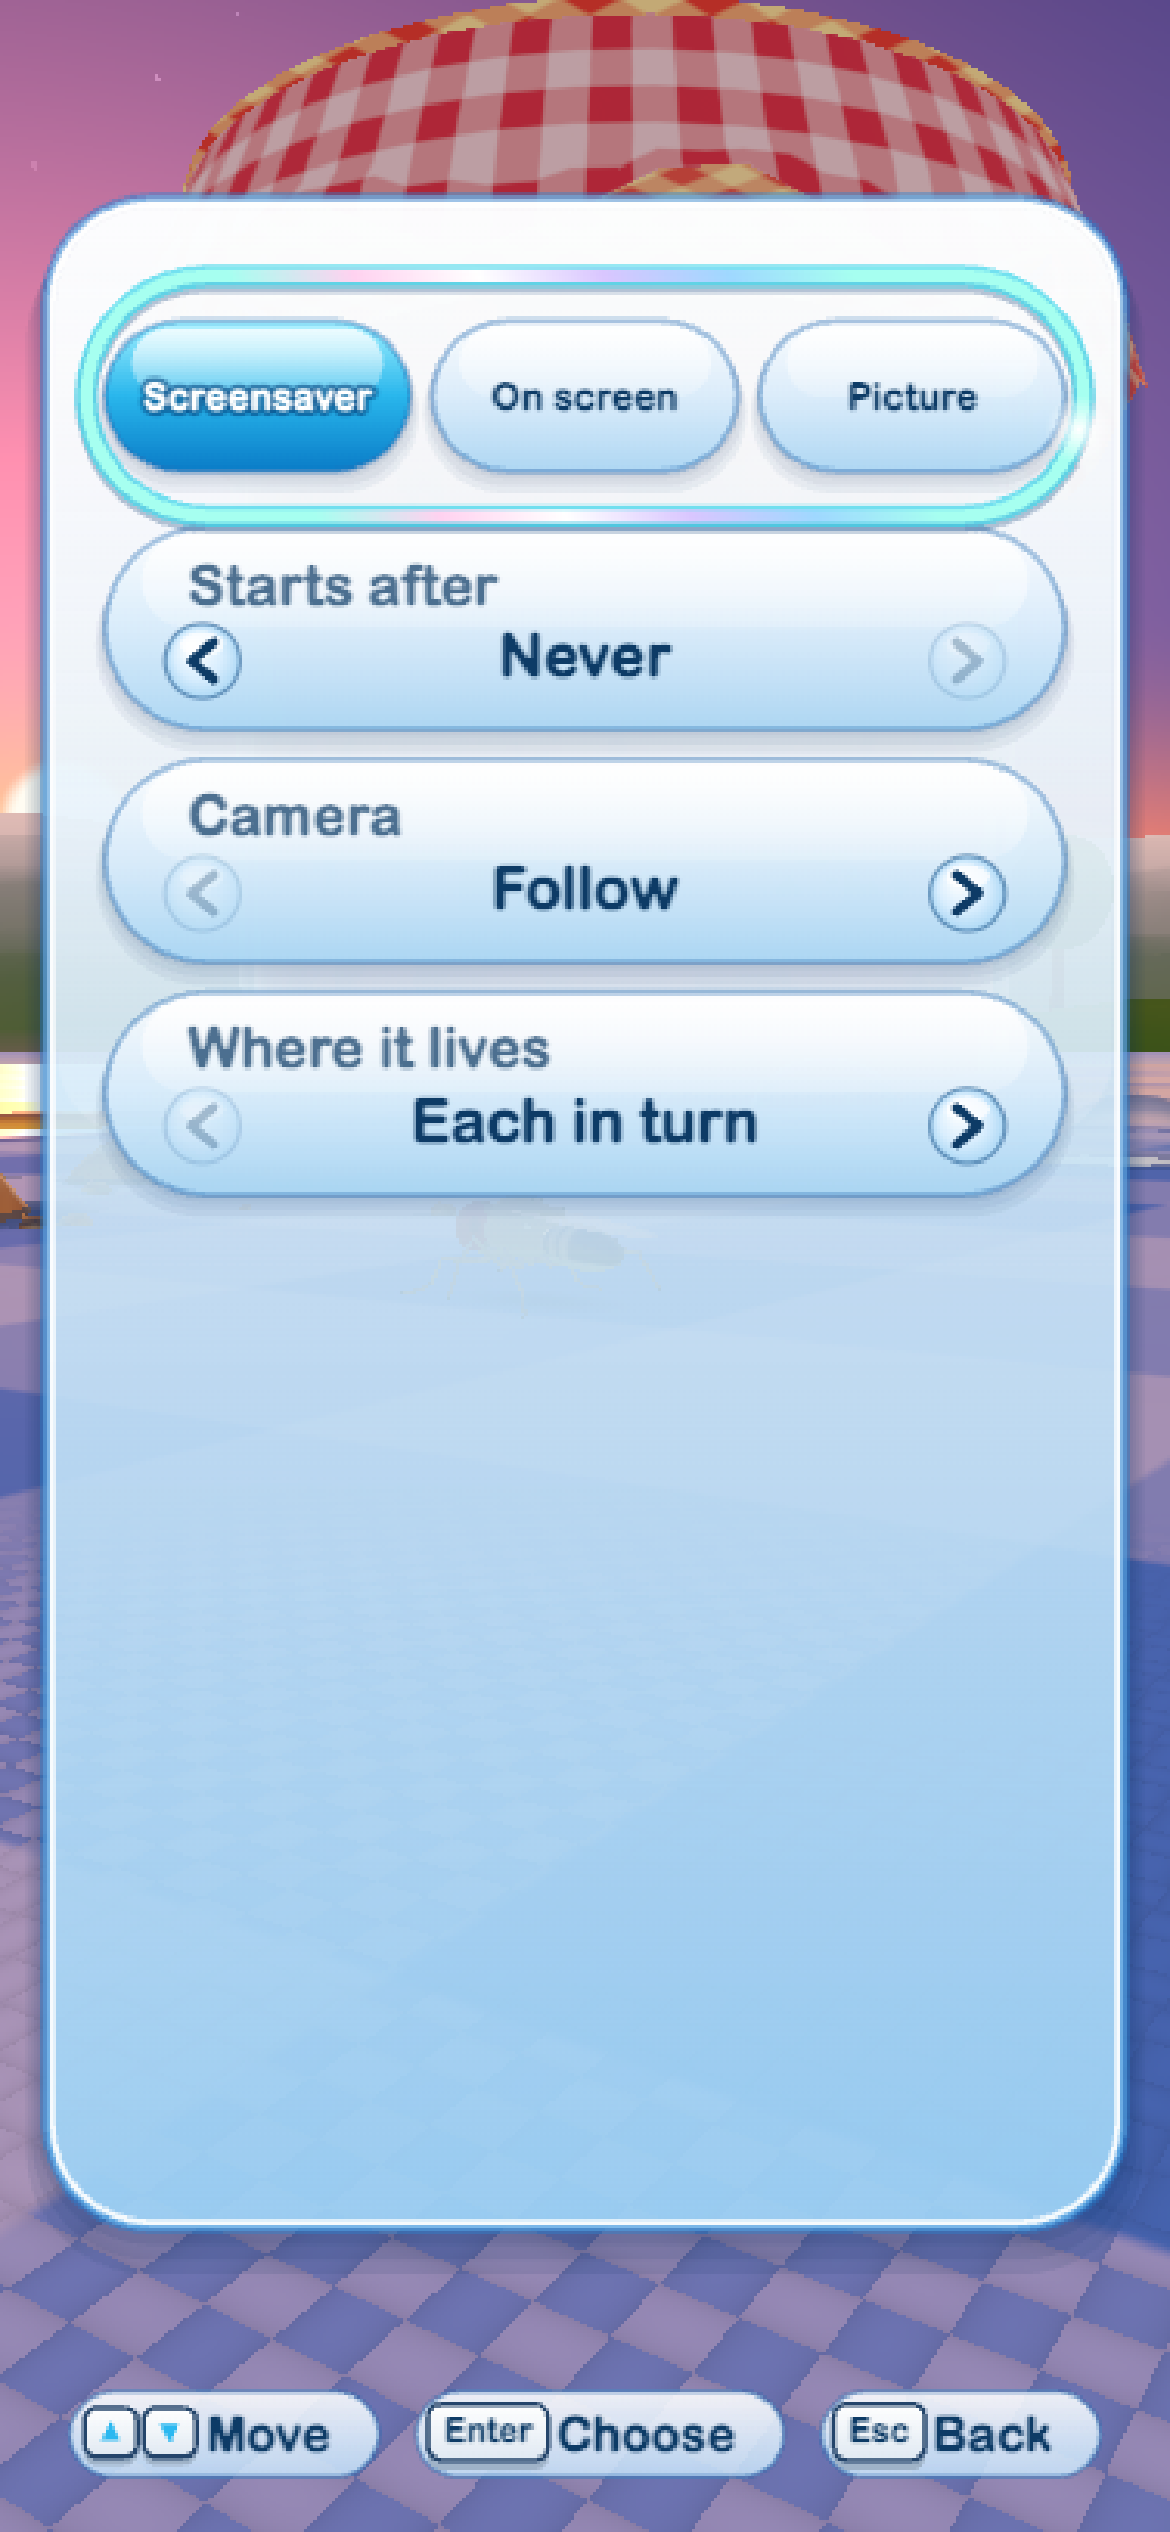 Screensaver On screen Picture
Starts after
Never
Camera
Follow
Where it lives
Each in turn
Move Enter Choose Esc Back